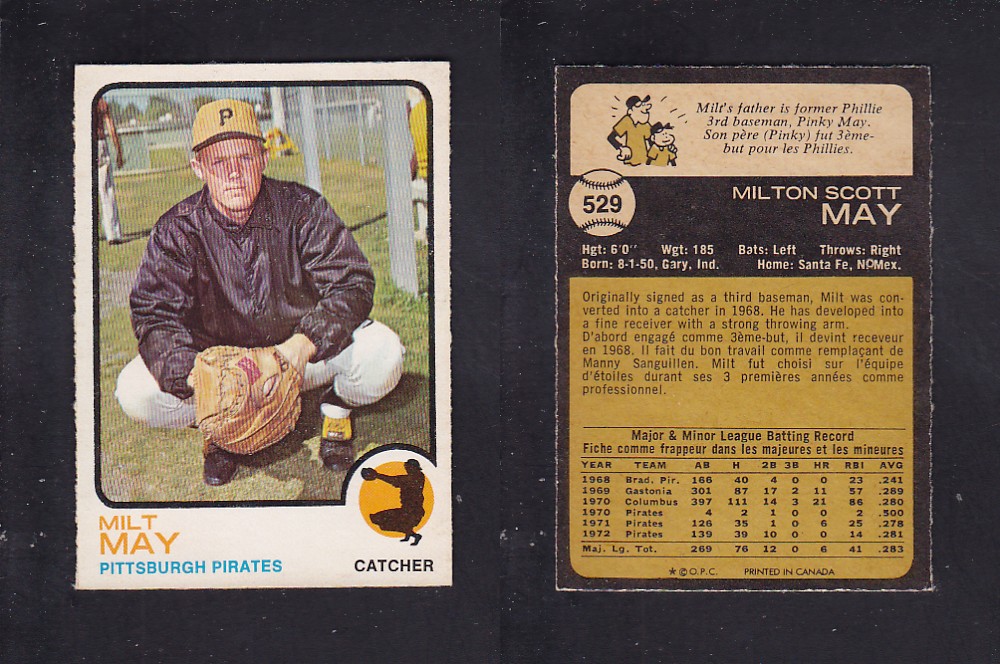 P
MILT
MAY
PITTSBURGH PIRATES
CATCHER
Milt's father is former Phillie
3rd baseman, Pinky May.
Son père (Pinky) fut 3ème-
but pour les Phillies.
529
MILTON SCOTT
MAY
Hgt: 6'0" Wgt: 185 Bats: Left Throws: Right
Born: 8-1-50, Gary, Ind. Home: Santa Fe, N.Mex.
Originally signed as a third baseman, Milt was con-
verted into a catcher in 1968. He has developed into
a fine receiver with a strong throwing arm.
D'abord engagé comme 3ème-but, il devint receveur
en 1968. Il fait du bon travail comme remplaçant de
Manny Sanguillen. Milt fut choisi sur l'équipe
d'étoiles durant ses 3 premières années comme
professionnel.
Major & Minor League Batting Record
Fiche comme frappeur dans les majeures et les mineures
YEAR TEAM AB H 2B 3B HR RBI AVG
1968 Brad. Pir. 166 40 4 0 0 23 .241
1969 Gastonia 301 87 17 2 11 57 .289
1970 Columbus 397 111 14 3 21 86 .280
1970 Pirates 4 2 1 0 0 2 .500
1971 Pirates 126 35 1 0 6 25 .278
1972 Pirates 139 39 10 0 0 14 .281
Maj. Lg. Tot. 269 76 12 0 6 41 .283
★ © O.P.C. PRINTED IN CANADA